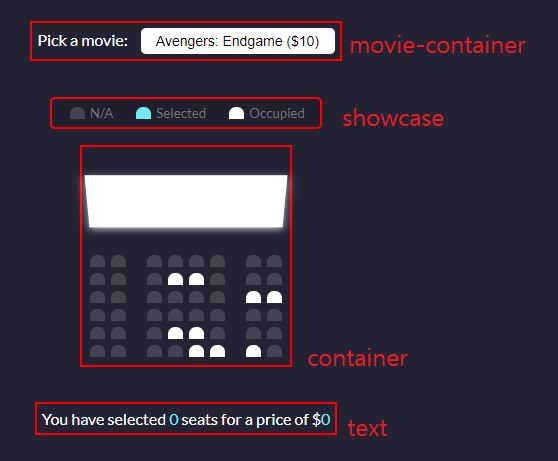 Pick a movie: Avengers: Endgame ($10) movie-container
N/A Selected Occupied showcase
container
You have selected 0 seats for a price of $0 text